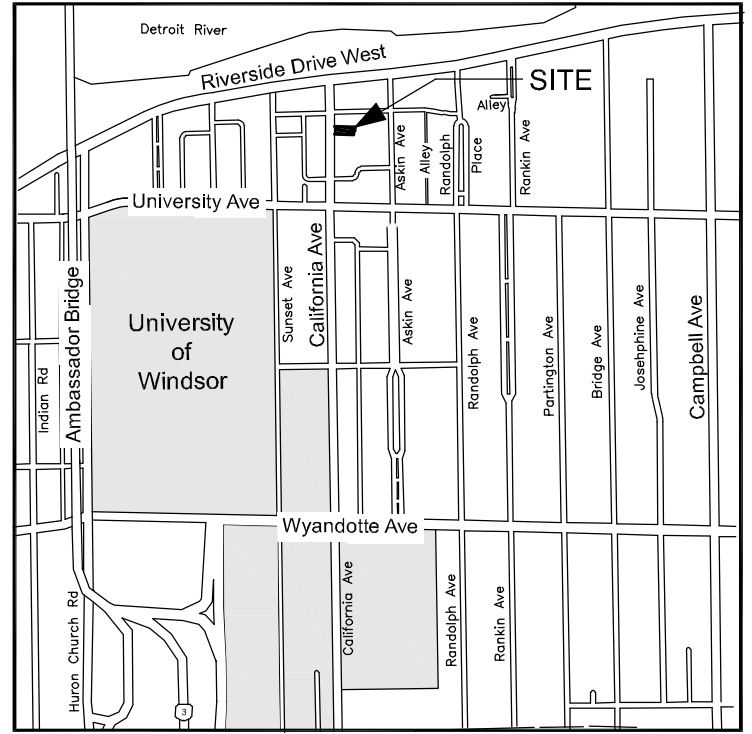 Detroit River
Riverside Drive West
SITE
Alley
Askin Ave
Alley
Randolph
Place
Rankin Ave
University Ave
Ambassador Bridge
Indian Rd
University
of
Windsor
Sunset Ave
California Ave
Askin Ave
Randolph Ave
Partington Ave
Bridge Ave
Josehphine Ave
Campbell Ave
Wyandotte Ave
Huron Church Rd
3
California Ave
Randolph Ave
Rankin Ave